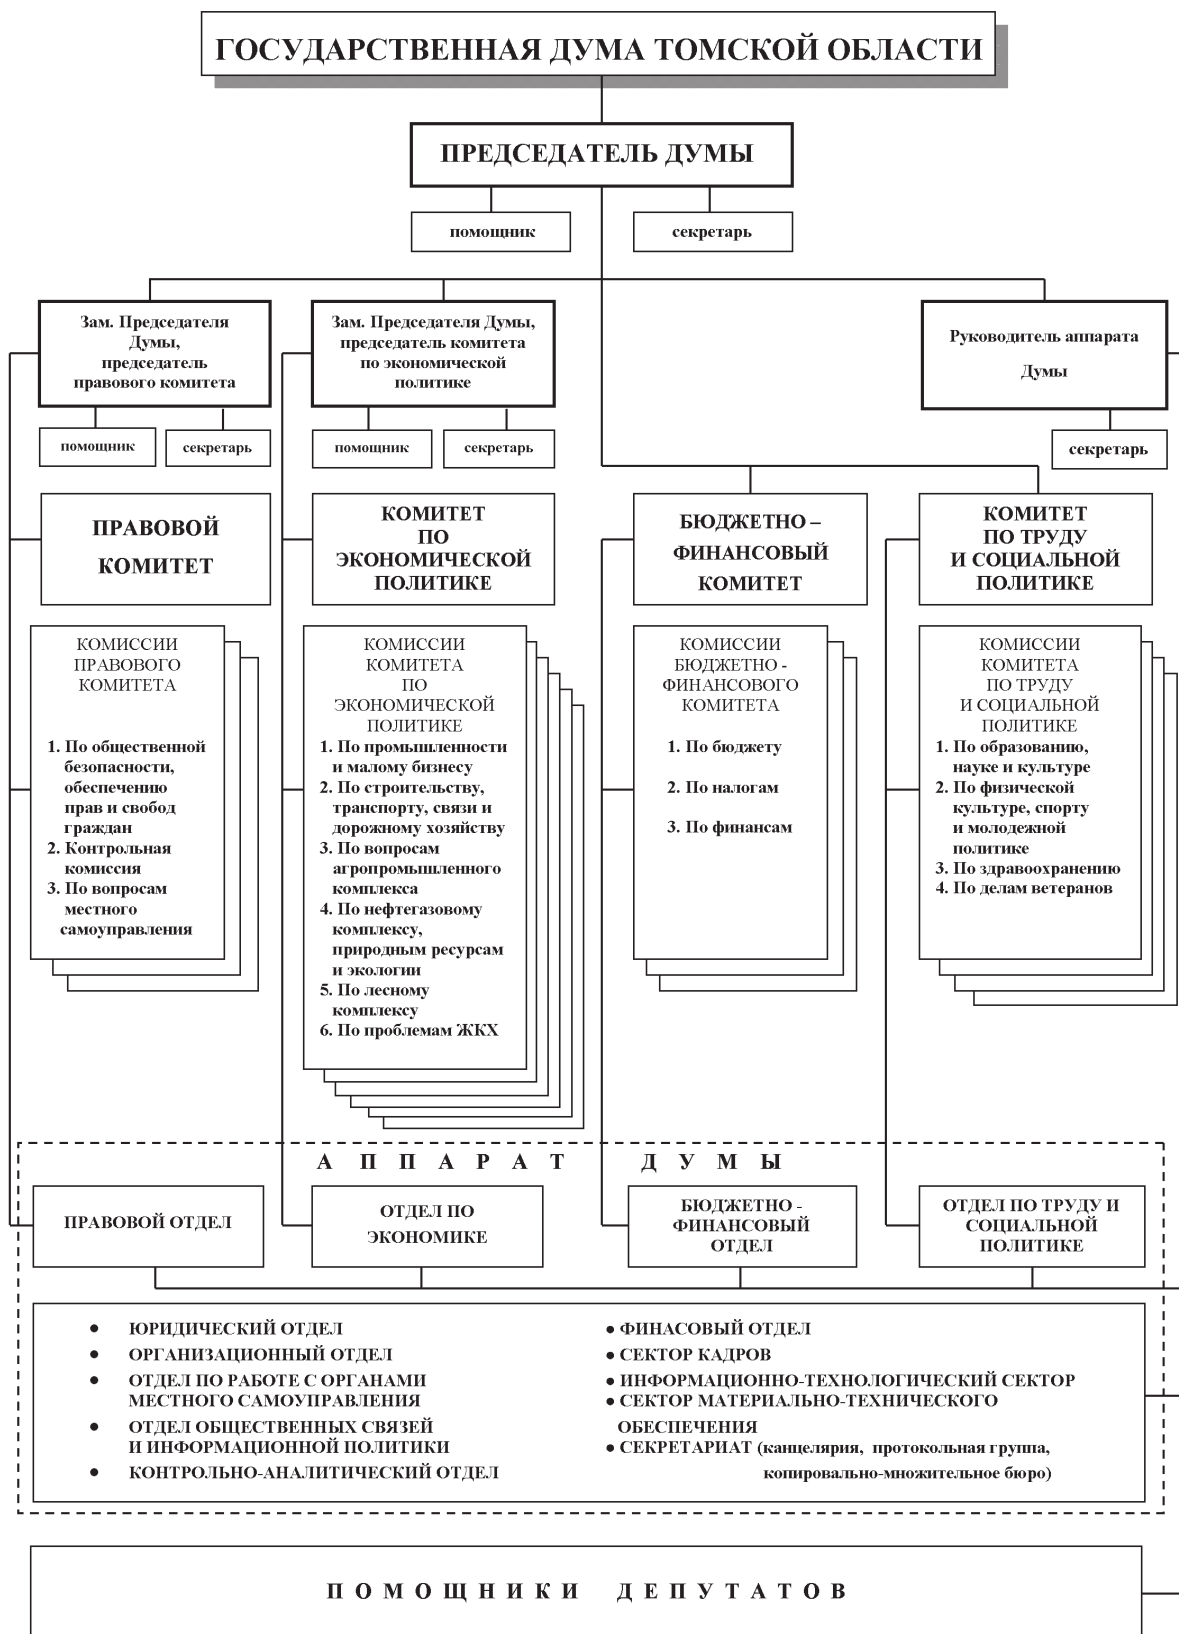 ГОСУДАРСТВЕННАЯ ДУМА ТОМСКОЙ ОБЛАСТИ
ПРЕДСЕДАТЕЛЬ ДУМЫ
помощник
секретарь
Зам. Председателя
Думы,
председатель
правового комитета
Зам. Председателя Думы,
председатель комитета
по экономической
политике
Руководитель аппарата
Думы
помощник
секретарь
помощник
секретарь
секретарь
ПРАВОВОЙ
КОМИТЕТ
КОМИТЕТ
ПО
ЭКОНОМИЧЕСКОЙ
ПОЛИТИКЕ
БЮДЖЕТНО –
ФИНАНСОВЫЙ
КОМИТЕТ
КОМИТЕТ
ПО ТРУДУ
И СОЦИАЛЬНОЙ
ПОЛИТИКЕ
КОМИССИИ
ПРАВОВОГО
КОМИТЕТА
1. По общественной
безопасности,
обеспечению
прав и свобод
граждан
2. Контрольная
комиссия
3. По вопросам
местного
самоуправления
КОМИССИИ
КОМИТЕТА
ПО
ЭКОНОМИЧЕСКОЙ
ПОЛИТИКЕ
1. По промышленности
и малому бизнесу
2. По строительству,
транспорту, связи и
дорожному хозяйству
3. По вопросам
агропромышленного
комплекса
4. По нефтегазовому
комплексу,
природным ресурсам
и экологии
5. По лесному
комплексу
6. По проблемам ЖКХ
КОМИССИИ
БЮДЖЕТНО -
ФИНАНСОВОГО
КОМИТЕТА
1. По бюджету
2. По налогам
3. По финансам
КОМИССИИ
КОМИТЕТА
ПО ТРУДУ
И СОЦИАЛЬНОЙ
ПОЛИТИКЕ
1. По образованию,
науке и культуре
2. По физической
культуре, спорту
и молодежной
политике
3. По здравоохранению
4. По делам ветеранов
АППАРАТ ДУМЫ
ПРАВОВОЙ ОТДЕЛ
ОТДЕЛ ПО
ЭКОНОМИКЕ
БЮДЖЕТНО -
ФИНАНСОВЫЙ
ОТДЕЛ
ОТДЕЛ ПО ТРУДУ И
СОЦИАЛЬНОЙ
ПОЛИТИКЕ
● ЮРИДИЧЕСКИЙ ОТДЕЛ
● ОРГАНИЗАЦИОННЫЙ ОТДЕЛ
● ОТДЕЛ ПО РАБОТЕ С ОРГАНАМИ
МЕСТНОГО САМОУПРАВЛЕНИЯ
● ОТДЕЛ ОБЩЕСТВЕННЫХ СВЯЗЕЙ
И ИНФОРМАЦИОННОЙ ПОЛИТИКИ
● КОНТРОЛЬНО-АНАЛИТИЧЕСКИЙ ОТДЕЛ
● ФИНАСОВЫЙ ОТДЕЛ
● СЕКТОР КАДРОВ
● ИНФОРМАЦИОННО-ТЕХНОЛОГИЧЕСКИЙ СЕКТОР
● СЕКТОР МАТЕРИАЛЬНО-ТЕХНИЧЕСКОГО
ОБЕСПЕЧЕНИЯ
● СЕКРЕТАРИАТ (канцелярия, протокольная группа,
копировально-множительное бюро)
ПОМОЩНИКИ ДЕПУТАТОВ